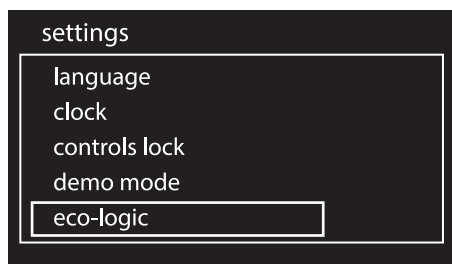 settings
language
clock
controls lock
demo mode
eco-logic